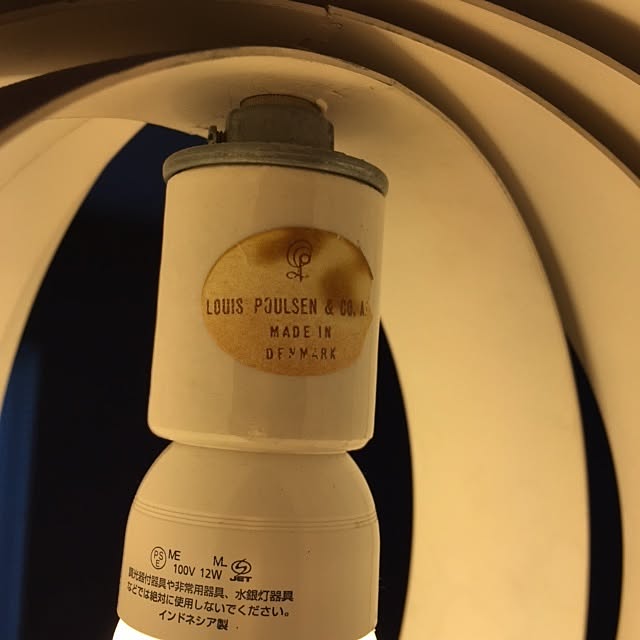 LOUIS POULSEN & CO. A
MADE IN
DENMARK
PS
E
ME M-
100V 12W JET
調光器付器具や非常用器具、水銀灯器具
などでは絶対に使用しないでください。
インドネシア製